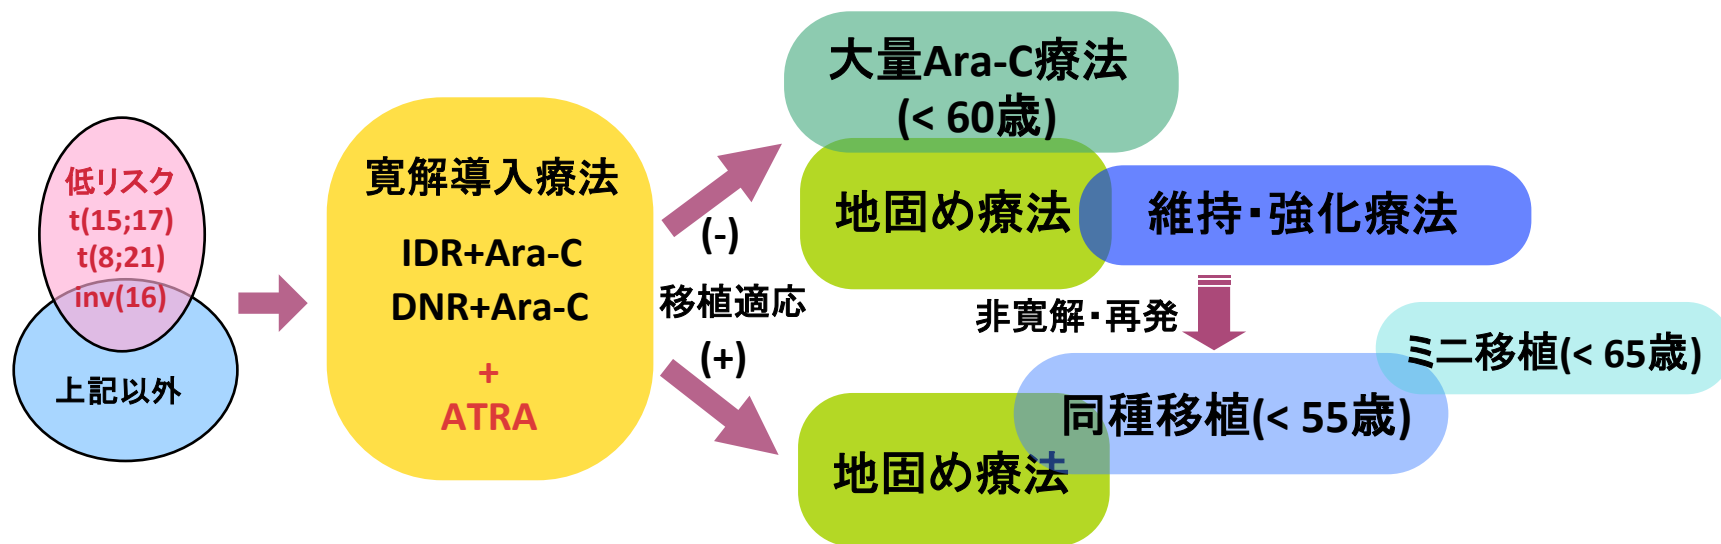 低リスク
t(15;17)
t(8;21)
inv(16)
上記以外
寛解導入療法
IDR+Ara-C
DNR+Ara-C
+
ATRA
(-)
移植適応
(+)
大量Ara-C療法
(< 60歳)
地固め療法
維持・強化療法
非寛解・再発
ミニ移植(< 65歳)
同種移植(< 55歳)
地固め療法